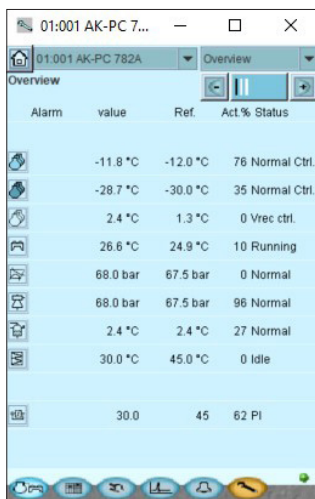 01:001 AK-PC 7...
01:001 AK-PC 782A Overview
Overview
Alarm value Ref. Act.% Status
-11.8 °C -12.0 °C 76 Normal Ctrl.
-28.7 °C -30.0 °C 35 Normal Ctrl.
2.4 °C 1.3 °C 0 Vrec ctrl.
26.6 °C 24.9 °C 10 Running
68.0 bar 67.5 bar 0 Normal
68.0 bar 67.5 bar 96 Normal
2.4 °C 2.4 °C 27 Normal
30.0 °C 45.0 °C 0 Idle
30.0 45 62 PI